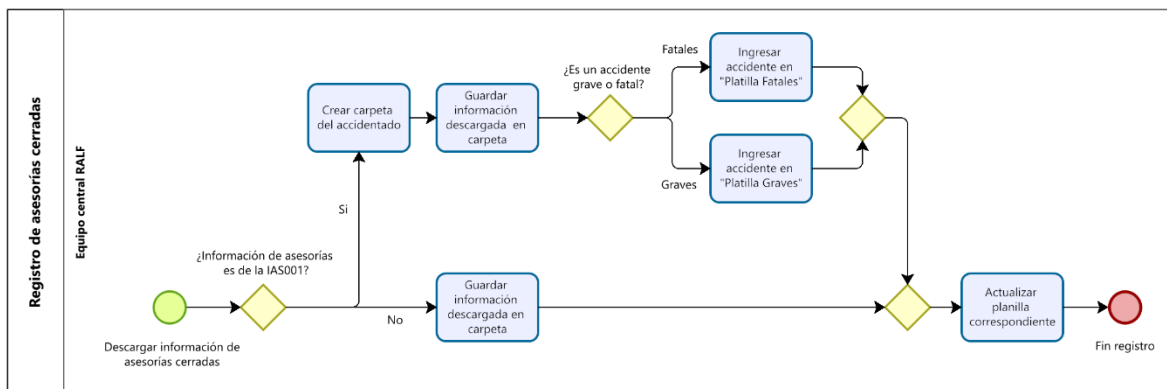 Registro de asesorías cerradas
Equipo central RALF
Descargar información de
asesorías cerradas
¿Información de asesorías
es de la IAS001?
Si
No
Crear carpeta
del accidentado
Guardar
información
descargada en
carpeta
¿Es un accidente
grave o fatal?
Fatales
Ingresar
accidente en
"Platilla Fatales"
Graves
Ingresar
accidente en
"Platilla Graves"
Guardar
información
descargada en
carpeta
Actualizar
planilla
correspondiente
Fin registro